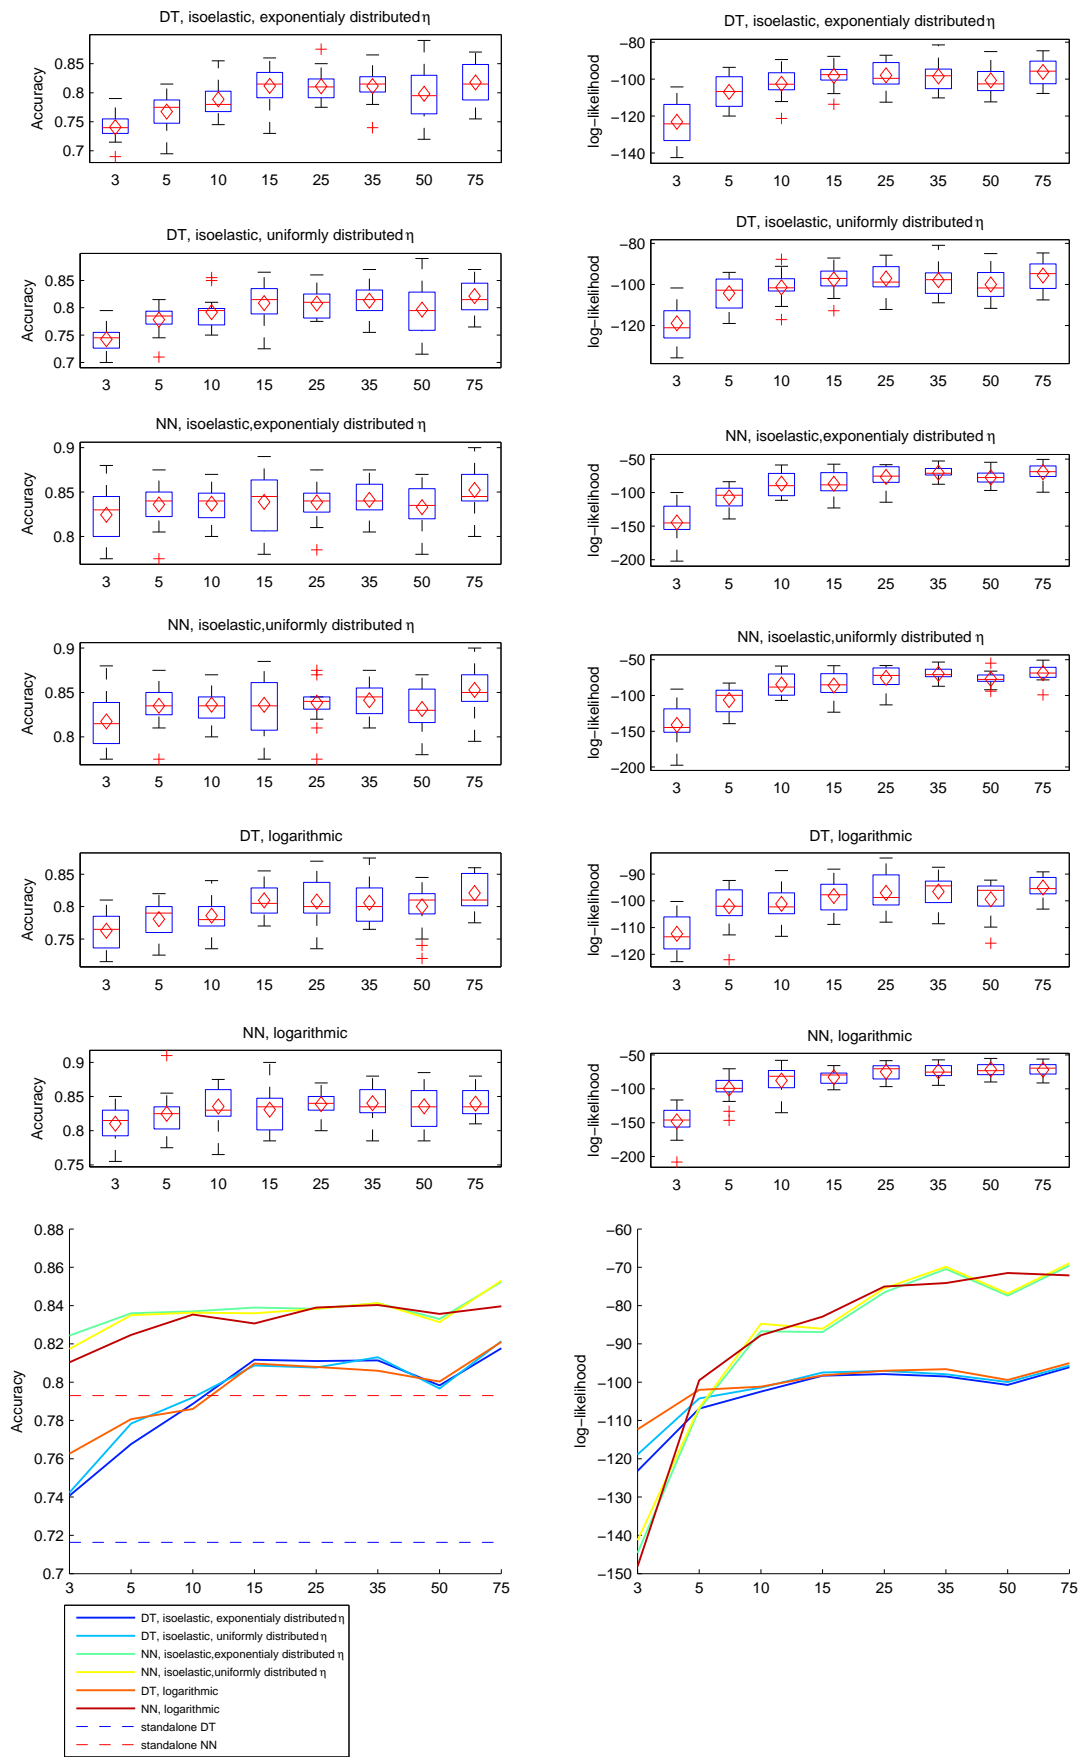 DT, isoelastic, exponentialy distributed η
Accuracy
0.85
0.8
0.75
0.7
3 5 10 15 25 35 50 75
DT, isoelastic, exponentialy distributed η
log−likelihood
−80
−100
−120
−140
3 5 10 15 25 35 50 75
DT, isoelastic, uniformly distributed η
Accuracy
0.85
0.8
0.75
0.7
3 5 10 15 25 35 50 75
DT, isoelastic, uniformly distributed η
log−likelihood
−80
−100
−120
3 5 10 15 25 35 50 75
NN, isoelastic,exponentialy distributed η
Accuracy
0.9
0.85
0.8
3 5 10 15 25 35 50 75
NN, isoelastic,exponentialy distributed η
log−likelihood
−50
−100
−150
−200
3 5 10 15 25 35 50 75
NN, isoelastic,uniformly distributed η
Accuracy
0.9
0.85
0.8
3 5 10 15 25 35 50 75
NN, isoelastic,uniformly distributed η
log−likelihood
−50
−100
−150
−200
3 5 10 15 25 35 50 75
DT, logarithmic
Accuracy
0.85
0.8
0.75
3 5 10 15 25 35 50 75
DT, logarithmic
log−likelihood
−90
−100
−110
−120
3 5 10 15 25 35 50 75
NN, logarithmic
Accuracy
0.9
0.85
0.8
0.75
3 5 10 15 25 35 50 75
NN, logarithmic
log−likelihood
−50
−100
−150
−200
3 5 10 15 25 35 50 75
Accuracy
0.88
0.86
0.84
0.82
0.8
0.78
0.76
0.74
0.72
0.7
3 5 10 15 25 35 50 75
log−likelihood
−60
−70
−80
−90
−100
−110
−120
−130
−140
−150
3 5 10 15 25 35 50 75
DT, isoelastic, exponentialy distributed η
DT, isoelastic, uniformly distributed η
NN, isoelastic,exponentialy distributed η
NN, isoelastic,uniformly distributed η
DT, logarithmic
NN, logarithmic
standalone DT
standalone NN